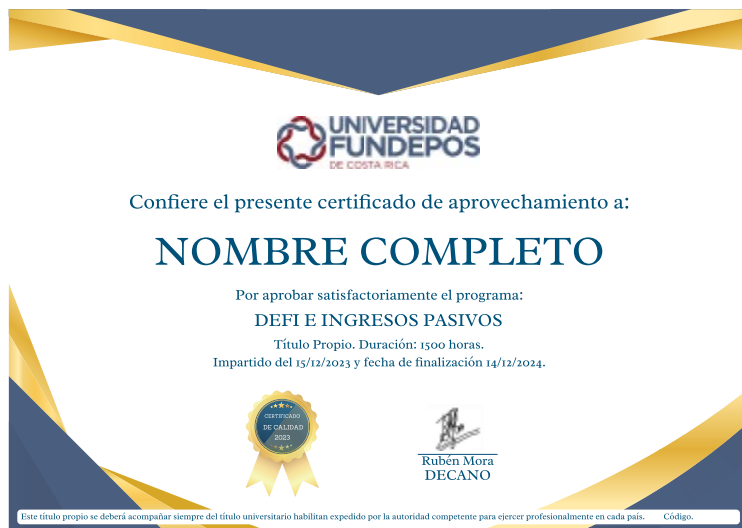 UNIVERSIDAD
FUNDEPOS
DE COSTA RICA
Confiere el presente certificado de aprovechamiento a:
NOMBRE COMPLETO
Por aprobar satisfactoriamente el programa:
DEFI E INGRESOS PASIVOS
Título Propio. Duración: 1500 horas.
Impartido del 15/12/2023 y fecha de finalización 14/12/2024.
CERTIFICADO
DE CALIDAD
2023
Rubén Mora
DECANO
Este título propio se deberá acompañar siempre del título universitario habilitan expedido por la autoridad competente para ejercer profesionalmente en cada país. Código.